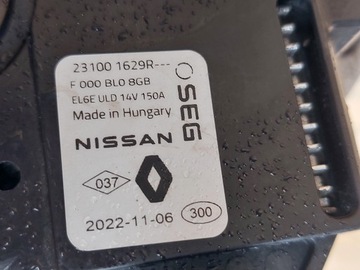 23100 1629R---
F 000 BL0 8GB
EL6E ULD 14V 150A
Made in Hungary
SEG
NISSAN
037
2022-11-06
300